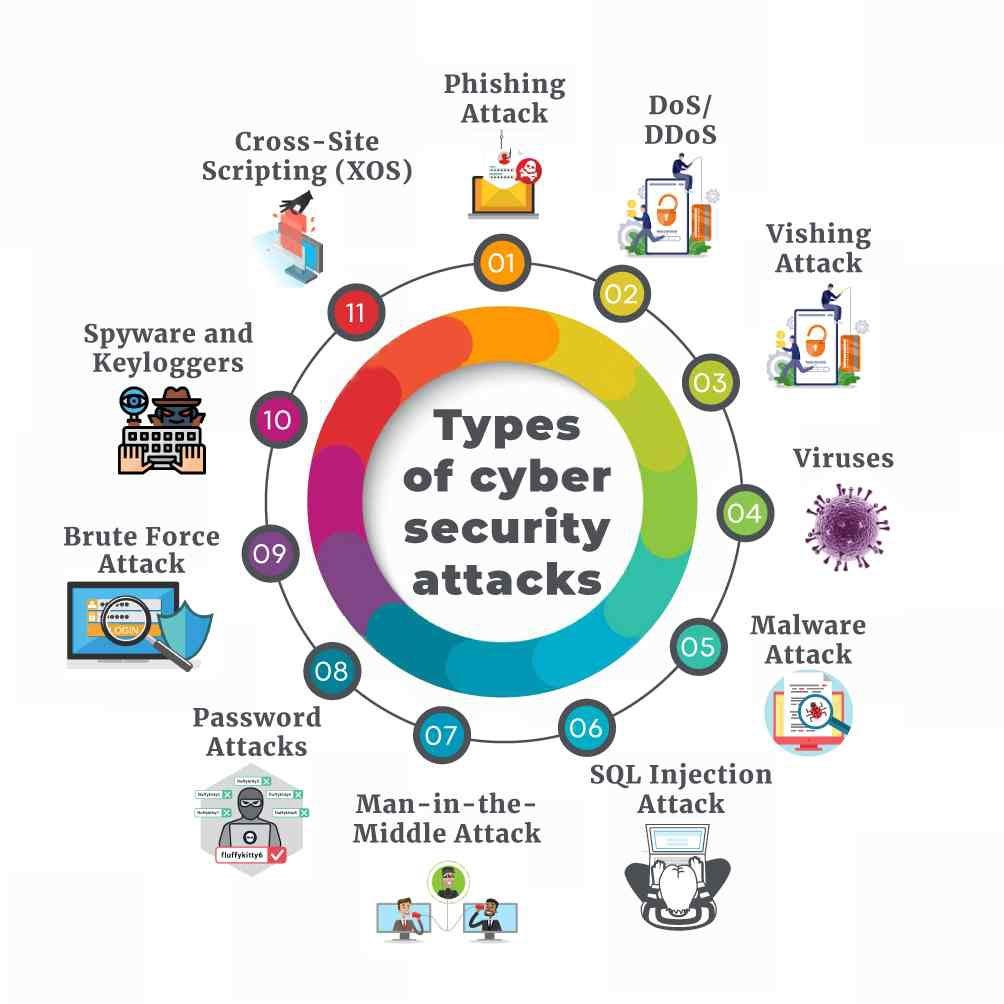 Types
of cyber
security
attacks
01
Phishing
Attack
02
DoS/
DDoS
03
Vishing
Attack
04
Viruses
05
Malware
Attack
06
SQL Injection
Attack
07
Man-in-the-
Middle Attack
08
Password
Attacks
fluffykitty6
09
Brute Force
Attack
LOGIN
10
Spyware and
Keyloggers
11
Cross-Site
Scripting (XOS)